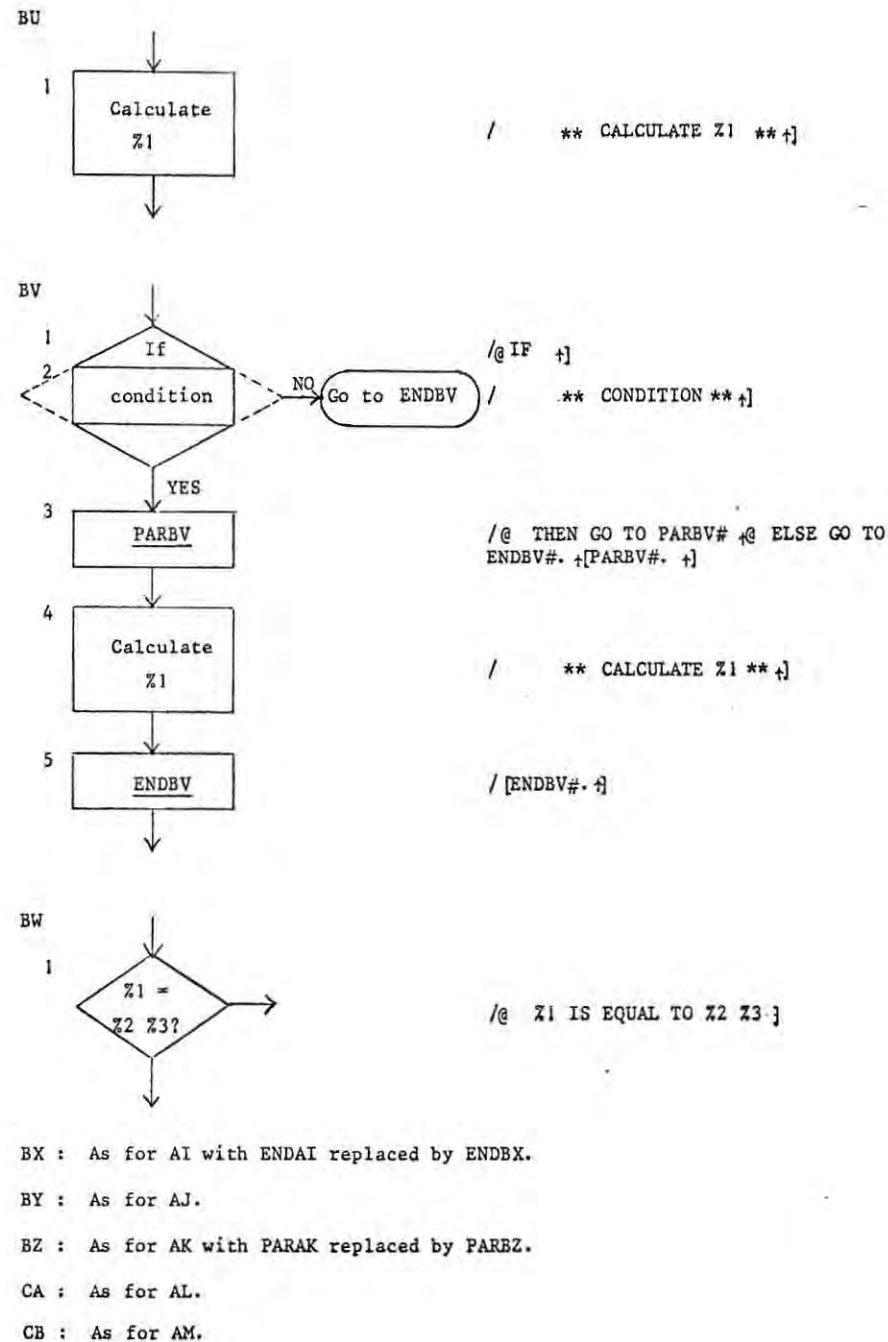 BU
1
Calculate
%1
/ ** CALCULATE %1 ** ↑]
BV
1
If
/@ IF ↑]
2
condition
NO
Go to ENDBV
/ ** CONDITION ** ↑]
YES
3
PARBV
/@ THEN GO TO PARBV# ↑@ ELSE GO TO
ENDBV#. ↑[PARBV#. ↑]
4
Calculate
%1
/ ** CALCULATE %1 ** ↑]
5
ENDBV
/ [ENDBV#. ↑]
BW
1
%1 =
%2 %3?
/@ %1 IS EQUAL TO %2 %3 ]
BX : As for AI with ENDAI replaced by ENDBX.
BY : As for AJ.
BZ : As for AK with PARAK replaced by PARBZ.
CA : As for AL.
CB : As for AM.